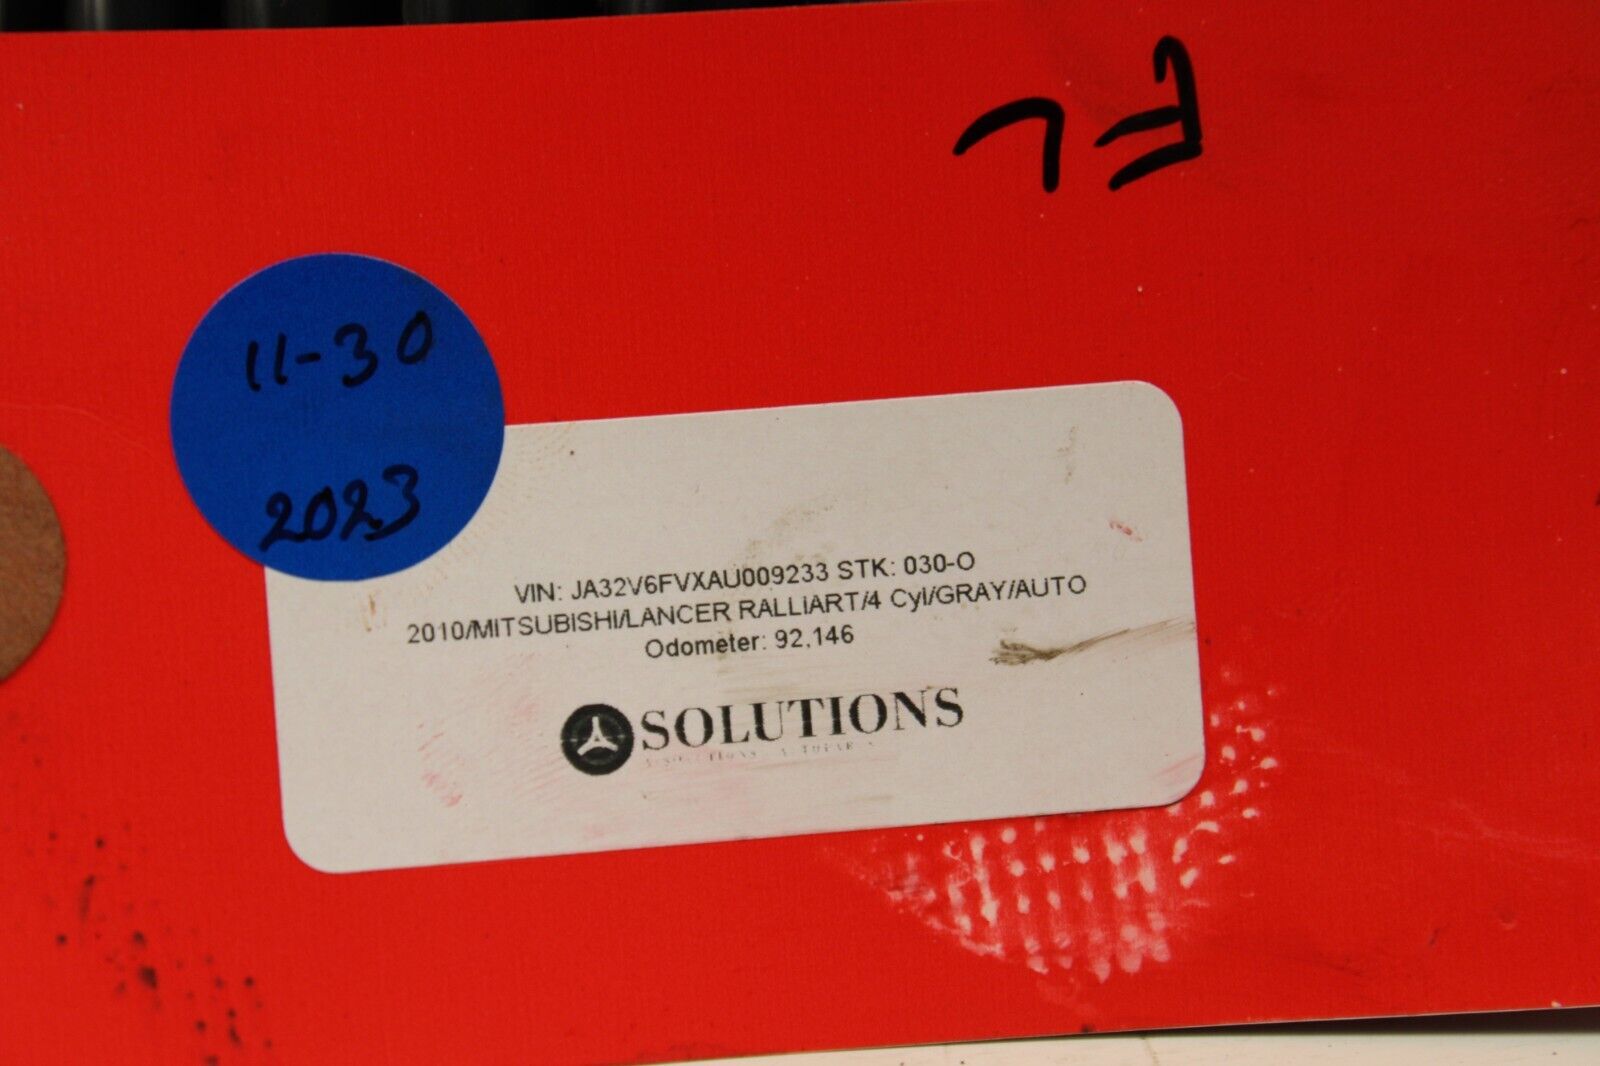 FL
11-30
2023
VIN: JA32V6FVXAU009233 STK: 030-O
2010/MITSUBISHI/LANCER RALLIART/4 Cyl/GRAY/AUTO
Odometer: 92,146
SOLUTIONS